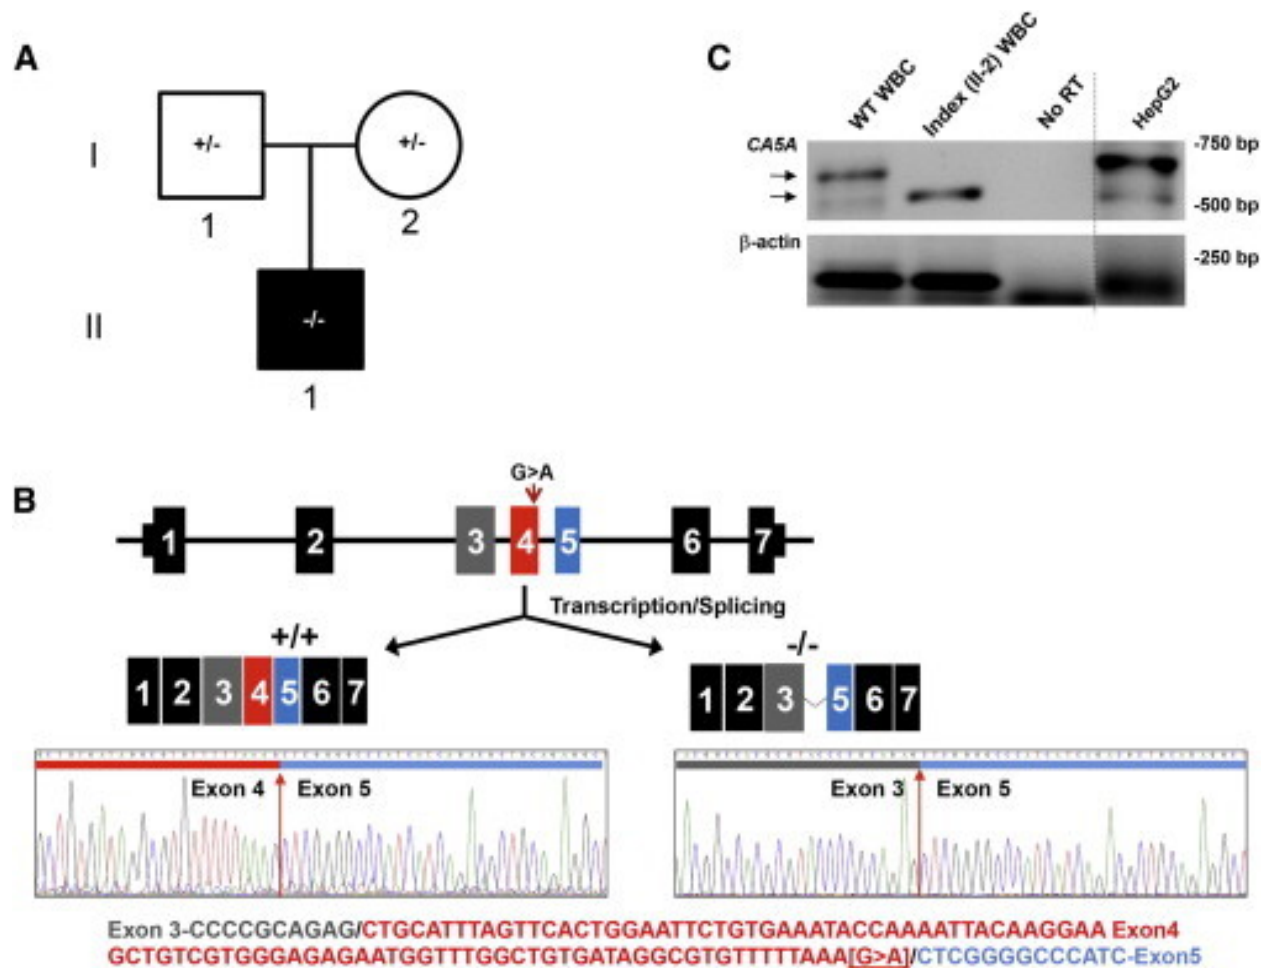 A
+/-
+/-
I
1
2
-/-
II
1
C
WT WBC
Index (II-2) WBC
No RT
HepG2
CA5A
-750 bp
-500 bp
β-actin
-250 bp
B
G>A
1 2 3 4 5 6 7
Transcription/Splicing
+/+
-/-
1 2 3 4 5 6 7
1 2 3 5 6 7
Exon 4 Exon 5
Exon 3 Exon 5
Exon 3-CCCCGCAGAG/CTGCATTTAGTTCACTGGAATTCTGTGAAATACCAAAATTACAAGGAA Exon4
GCTGTCGTGGGAGAGAATGGTTTGGCTGTGATAGGCGTGTTTTTAAA[G>A]/CTCGGGGCCCATC-Exon5